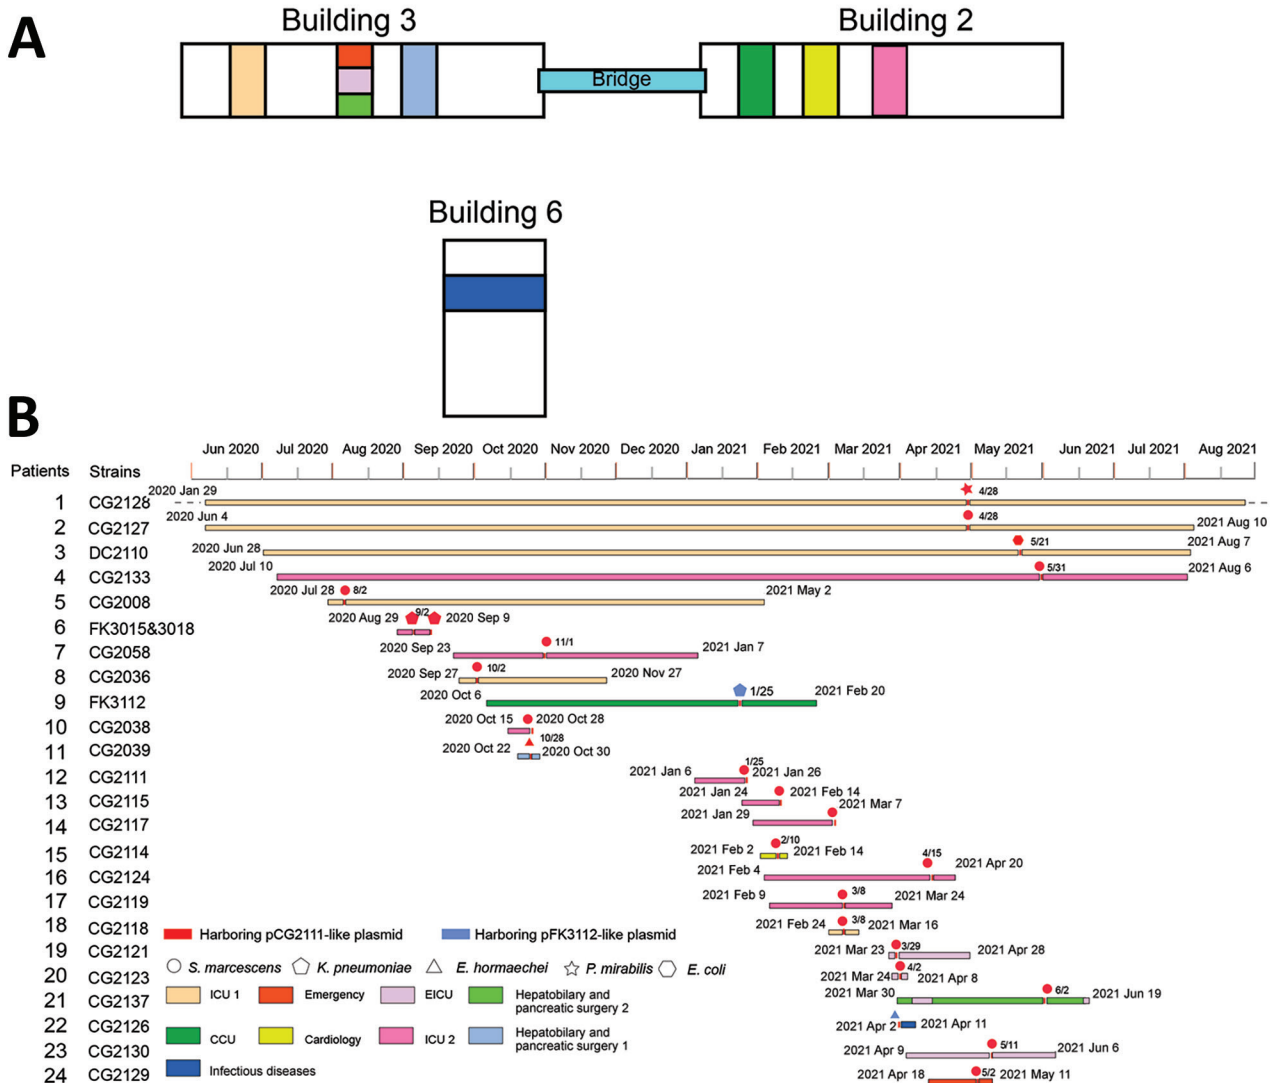 A
Building 3
Building 2
Bridge
Building 6
B
Jun 2020 Jul 2020 Aug 2020 Sep 2020 Oct 2020 Nov 2020 Dec 2020 Jan 2021 Feb 2021 Mar 2021 Apr 2021 May 2021 Jun 2021 Jul 2021 Aug 2021
Patients Strains
1 CG2128 2020 Jan 29 4/28
2 CG2127 2020 Jun 4 4/28 2021 Aug 10
3 DC2110 2020 Jun 28 5/21 2021 Aug 7
4 CG2133 2020 Jul 10 5/31 2021 Aug 6
5 CG2008 2020 Jul 28 8/2 2021 May 2
6 FK3015&3018 2020 Aug 29 9/2 2020 Sep 9
7 CG2058 2020 Sep 23 11/1 2021 Jan 7
8 CG2036 2020 Sep 27 10/2 2020 Nov 27
9 FK3112 2020 Oct 6 1/25 2021 Feb 20
10 CG2038 2020 Oct 15 2020 Oct 28
11 CG2039 2020 Oct 22 10/28 2020 Oct 30
12 CG2111 2021 Jan 6 1/25 2021 Jan 26
13 CG2115 2021 Jan 24 2021 Feb 14
14 CG2117 2021 Jan 29 2021 Mar 7
15 CG2114 2021 Feb 2 2/10 2021 Feb 14
16 CG2124 2021 Feb 4 4/15 2021 Apr 20
17 CG2119 2021 Feb 9 3/8 2021 Mar 24
18 CG2118 2021 Feb 24 3/8 2021 Mar 16
19 CG2121 2021 Mar 23 3/29 2021 Apr 28
20 CG2123 2021 Mar 24 4/2 2021 Apr 8
21 CG2137 2021 Mar 30 6/2 2021 Jun 19
22 CG2126 2021 Apr 2 2021 Apr 11
23 CG2130 2021 Apr 9 5/11 2021 Jun 6
24 CG2129 2021 Apr 18 5/2 2021 May 11
Harboring pCG2111-like plasmid Harboring pFK3112-like plasmid
S. marcescens K. pneumoniae E. hormaechei P. mirabilis E. coli
ICU 1 Emergency EICU Hepatobilary and
pancreatic surgery 2
CCU Cardiology ICU 2 Hepatobilary and
pancreatic surgery 1
Infectious diseases